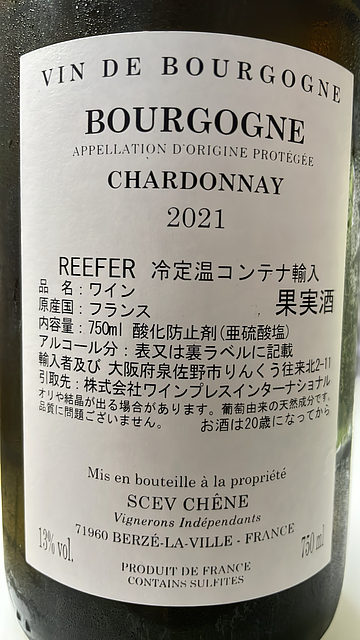 VIN DE BOURGOGNE
BOURGOGNE
APPELLATION D'ORIGINE PROTÉGÉE
CHARDONNAY
2021
REEFER 冷定温コンテナ輸入
品 名：ワイン
原産国：フランス 果実酒
内容量：750ml 酸化防止剤(亜硫酸塩)
アルコール分：表又は裏ラベルに記載
輸入者及び 大阪府泉佐野市りんくう往来北2-11
引取先：株式会社ワインプレスインターナショナル
オリや結晶が出る場合があります。葡萄由来の天然成分です。
品質に問題ございません。 お酒は20歳になってから
Mis en bouteille à la propriété
SCEV CHÊNE
Vignerons Indépendants
71960 BERZÉ-LA-VILLE - FRANCE
13% vol. 750 ml
PRODUIT DE FRANCE
CONTAINS SULFITES